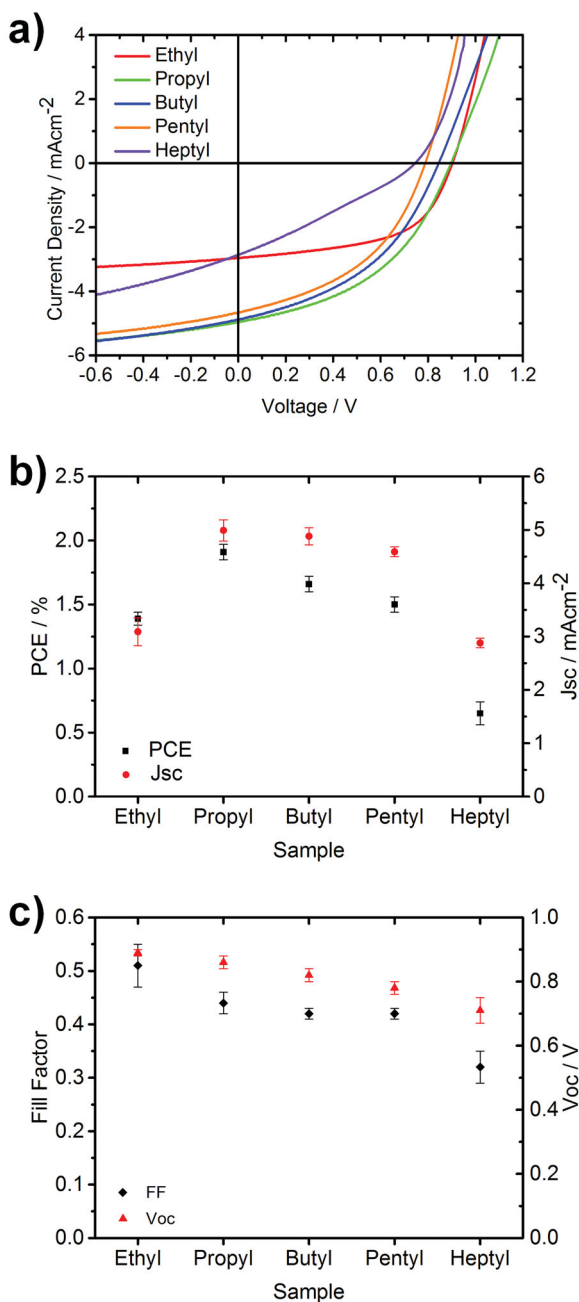 a)
Ethyl
Propyl
Butyl
Pentyl
Heptyl
Current Density / mAcm-2
4
2
0
-2
-4
-6
-0.6 -0.4 -0.2 0.0 0.2 0.4 0.6 0.8 1.0 1.2
Voltage / V
b)
PCE / %
2.5
2.0
1.5
1.0
0.5
0.0
PCE
Jsc
6
5
4
3
2
1
0
Jsc / mAcm-2
Ethyl Propyl Butyl Pentyl Heptyl
Sample
c)
Fill Factor
0.6
0.5
0.4
0.3
0.2
0.1
0.0
FF
Voc
1.0
0.8
0.6
0.4
0.2
0.0
Voc / V
Ethyl Propyl Butyl Pentyl Heptyl
Sample